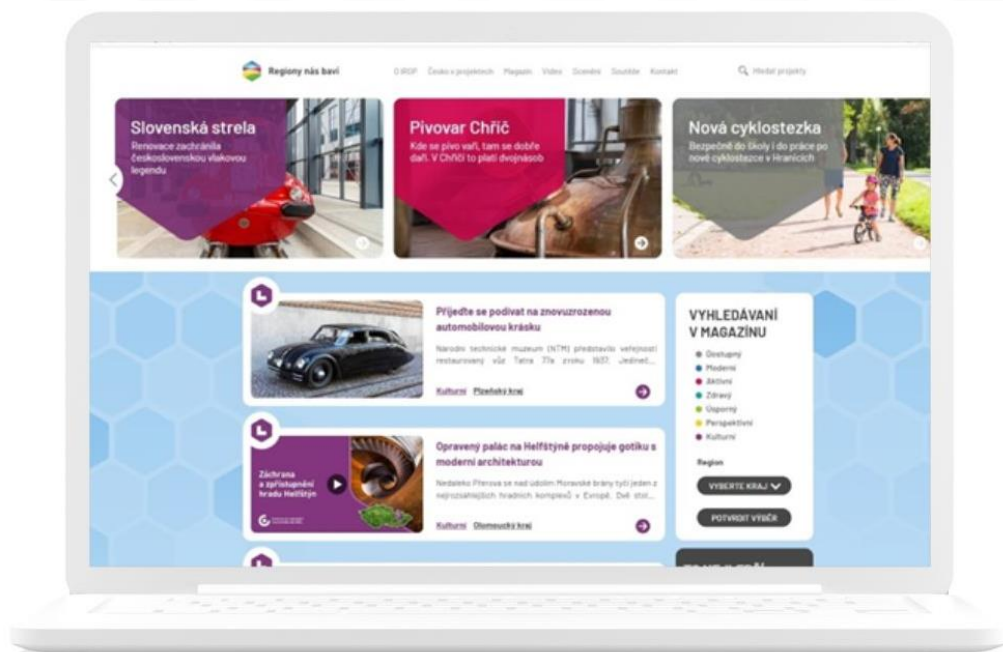 Regiony nás baví
O IROP Česko v projektech Magazín Video Ocenění Soutěže Kontakt
Hledat projekty
Slovenská strela
Renovace zachránila
československou vlakovou
legendu
Pivovar Chříč
Kde se pivo vaří, tam se dobře
daří. V Chříči to platí dvojnásob
Nová cyklostezka
Bezpečně do školy i do práce po
nové cyklostezce v Hranicích
Přijeďte se podívat na znovuzrozenou
automobilovou krásku
Národní technické muzeum (NTM) představilo veřejnosti
restaurovaný vůz Tatra 77a z roku 1937. Jedineč...
Kulturní Plzeňský kraj
Záchrana
a zpřístupnění
hradu Helfštýn
Opravený palác na Helfštýně propojuje gotiku s
moderní architekturou
Nedaleko Přerova se nad údolím Moravské brány tyčí jeden z
nejrozsáhlejších hradních komplexů v Evropě. Dvě stol...
Kulturní Olomoucký kraj
VYHLEDÁVANÍ
V MAGAZÍNU
Dostupný
Moderní
Aktivní
Zdravý
Úsporný
Perspektivní
Kulturní
Region
VYBERTE KRAJ
POTVRDIT VÝBĚR